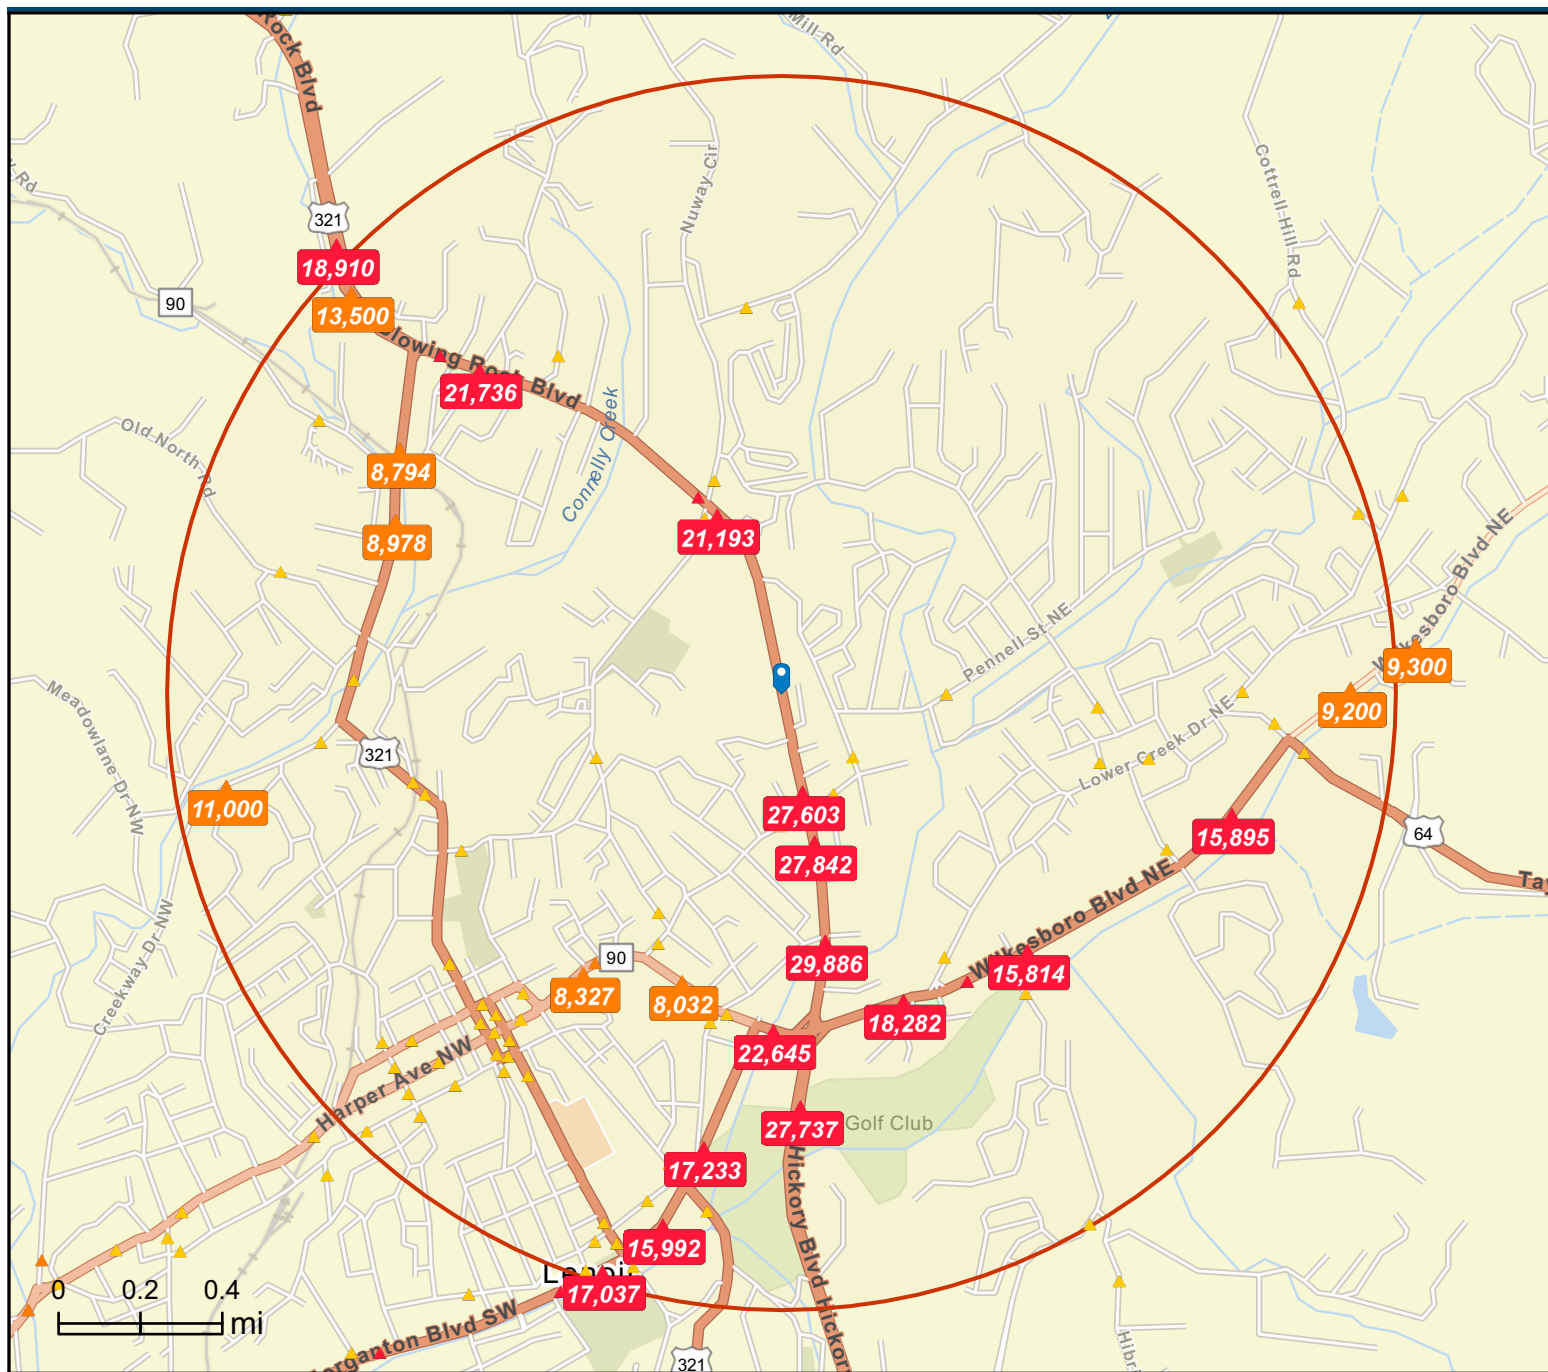 Rock Blvd
Mill Rd
Rd
Nuway Cir
Cottrell Hill Rd
321
18,910
90
13,500
Blowing Rock Blvd
21,736
Connelly Creek
Old North Rd
8,794
8,978
21,193
Wilkesboro Blvd NE
Pennell St NE
9,300
9,200
Meadowlane Dr NW
Lower Creek Dr NE
321
11,000
27,603
27,842
15,895
64
Tay
Wilkesboro Blvd NE
Creekway Dr NW
90
29,886
15,814
8,327
8,032
18,282
22,645
Harper Ave NW
27,737
Golf Club
17,233
Hickory Blvd
Hickory
15,992
Lenoir
17,037
0 0.2 0.4
mi
Morganton Blvd SW
321
Hibri